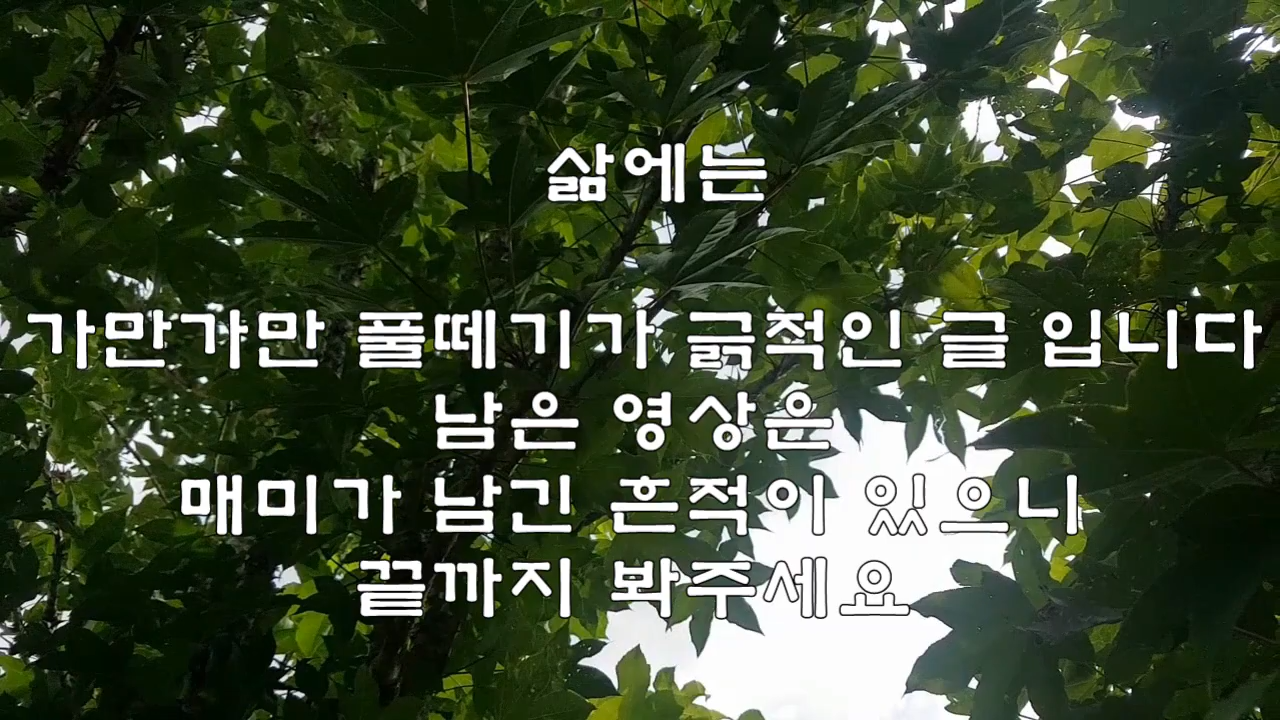 삶에는
가만가만 풀떼기가 긁적인 글 입니다
남은 영상은
매미가 남긴 흔적이 있으니
끝까지 봐주세요